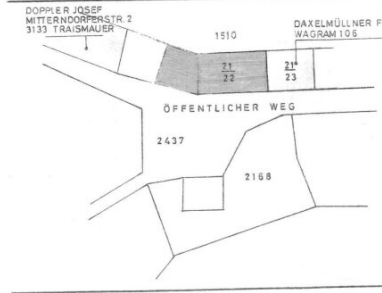 DOPPLER JOSEF
MITTERNDORFERSTR. 2
3133 TRAISMAUER
1510
DAXELMÜLLNER F
WAGRAM 106
21
22
21
23
ÖFFENTLICHER WEG
2437
2168